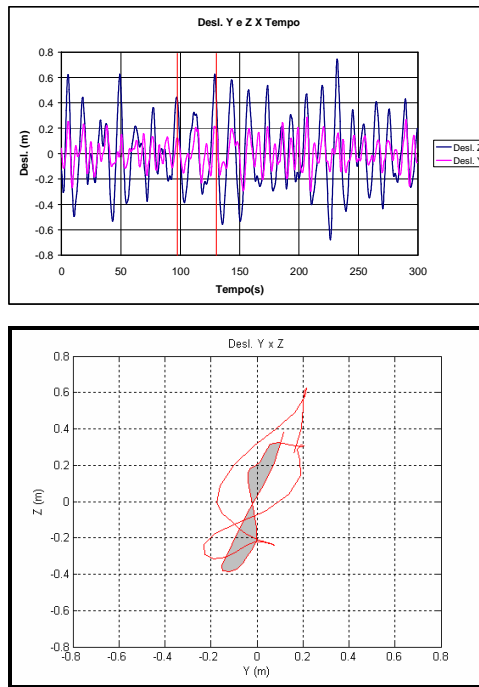 Desl. Y e Z X Tempo
0.8
0.6
0.4
0.2
0
-0.2
-0.4
-0.6
-0.8
Desl. (m)
0 50 100 150 200 250 300
Tempo(s)
Desl. Z
Desl. Y
Desl. Y x Z
0.8
0.6
0.4
0.2
0
-0.2
-0.4
-0.6
-0.8
Z (m)
-0.8 -0.6 -0.4 -0.2 0 0.2 0.4 0.6 0.8
Y (m)